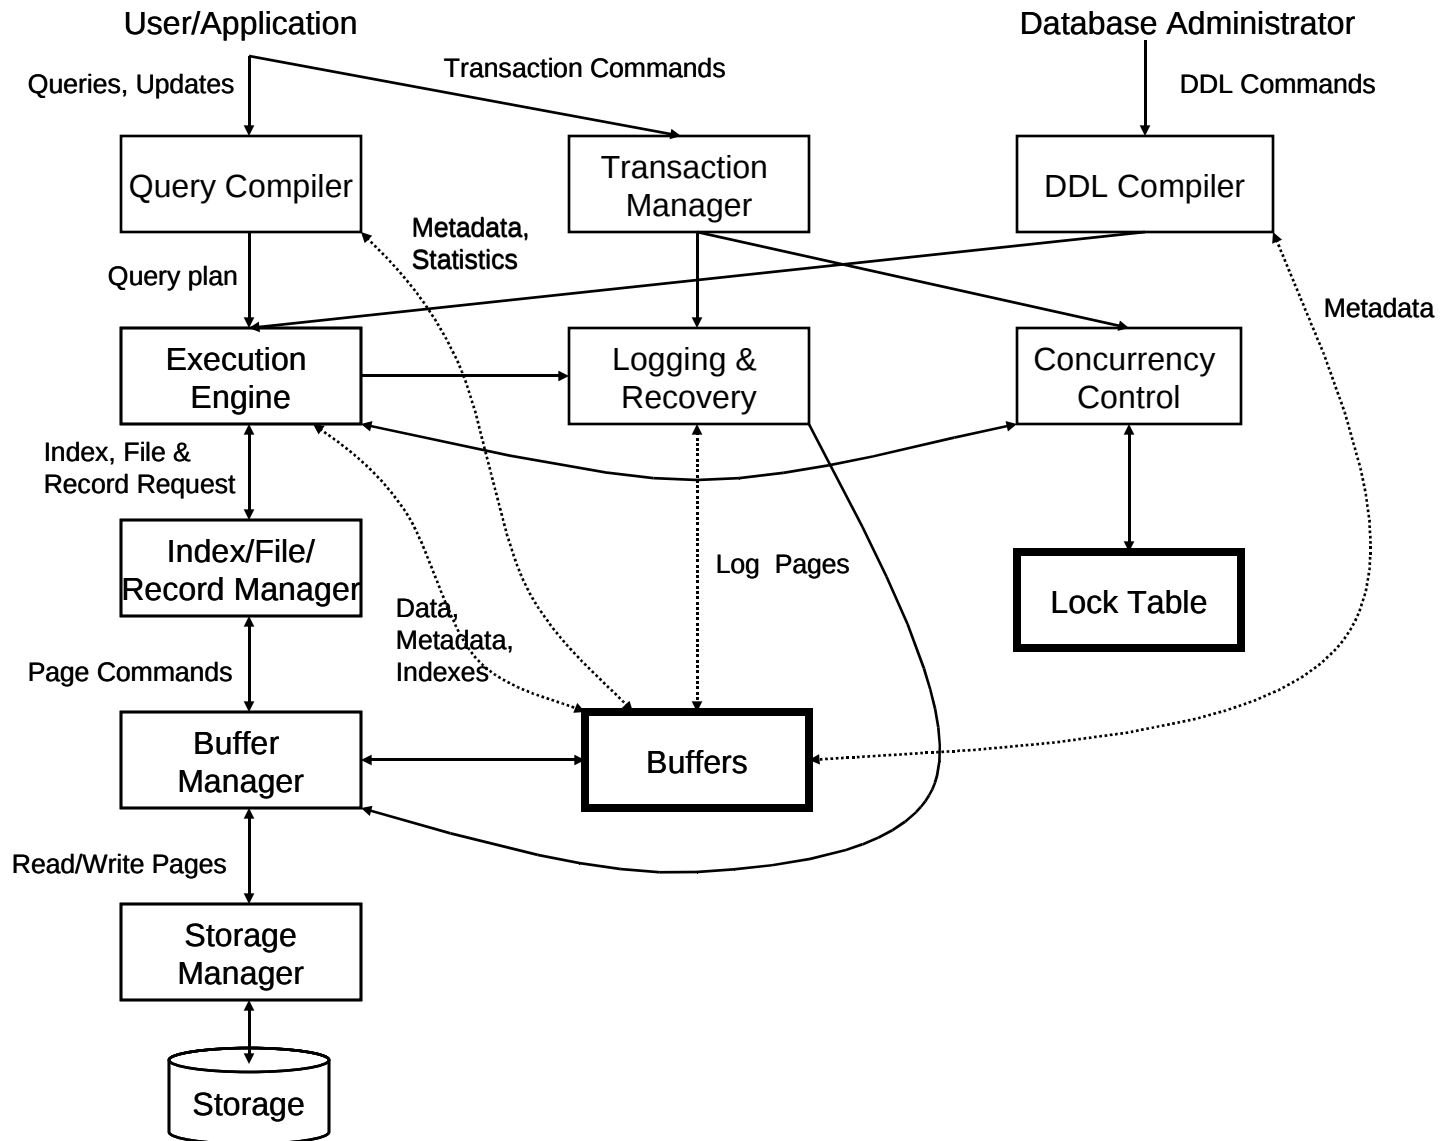 User/Application
Database Administrator
Transaction Commands
Queries, Updates
DDL Commands
Query Compiler
Transaction
Manager
DDL Compiler
Metadata,
Statistics
Query plan
Metadata
Execution
Engine
Logging &
Recovery
Concurrency
Control
Index, File &
Record Request
Index/File/
Record Manager
Log Pages
Lock Table
Data,
Metadata,
Indexes
Page Commands
Buffer
Manager
Buffers
Read/Write Pages
Storage
Manager
Storage